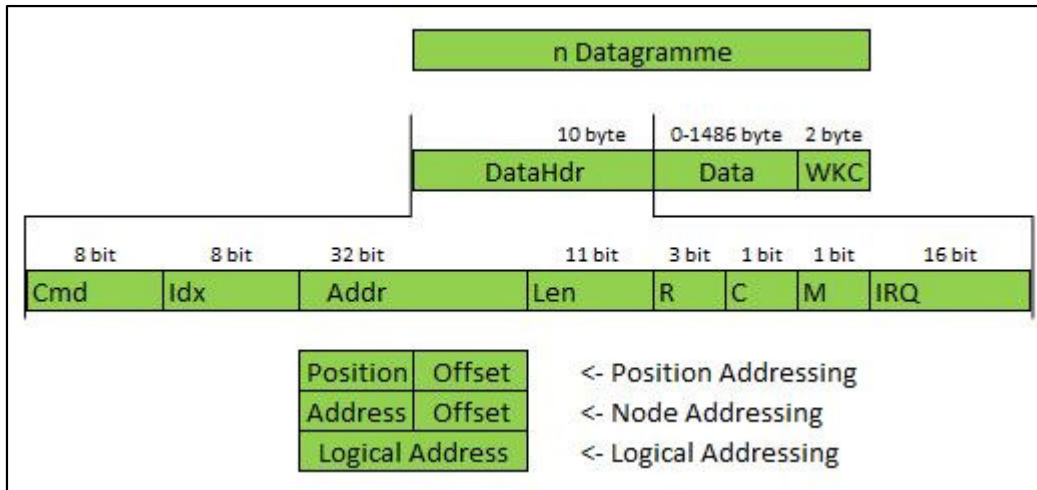 n Datagramme
10 byte 0-1486 byte 2 byte
DataHdr Data WKC
8 bit 8 bit 32 bit 11 bit 3 bit 1 bit 1 bit 16 bit
Cmd Idx Addr Len R C M IRQ
Position Offset <- Position Addressing
Address Offset <- Node Addressing
Logical Address <- Logical Addressing